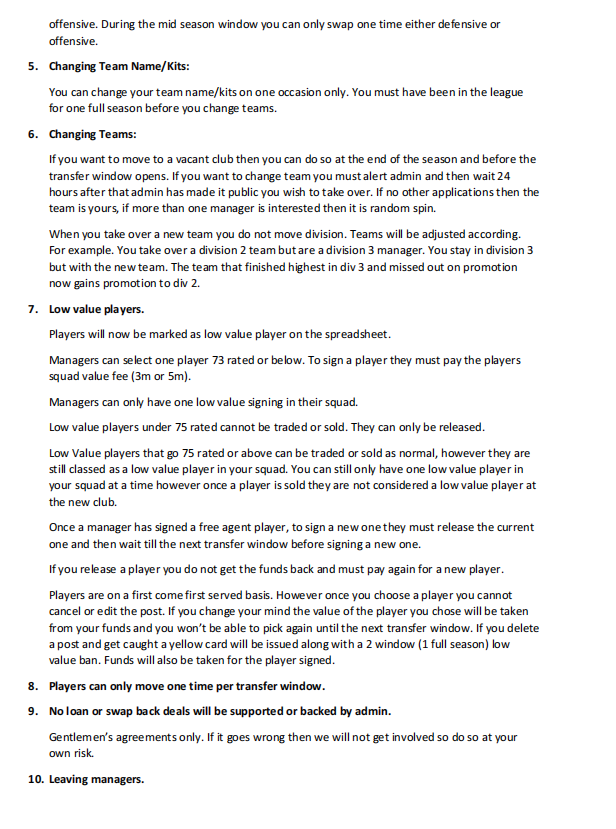 offensive. During the mid season window you can only swap one time either defensive or
offensive.
5. Changing Team Name/Kits:
You can change your team name/kits on one occasion only. You must have been in the league
for one full season before you change teams.
6. Changing Teams:
If you want to move to a vacant club then you can do so at the end of the season and before the
transfer window opens. If you want to change team you must alert admin and then wait 24
hours after that admin has made it public you wish to take over. If no other applications then the
team is yours, if more than one manager is interested then it is random spin.
When you take over a new team you do not move division. Teams will be adjusted according.
For example. You take over a division 2 team but are a division 3 manager. You stay in division 3
but with the new team. The team that finished highest in div 3 and missed out on promotion
now gains promotion to div 2.
7. Low value players.
Players will now be marked as low value player on the spreadsheet.
Managers can select one player 73 rated or below. To sign a player they must pay the players
squad value fee (3m or 5m).
Managers can only have one low value signing in their squad.
Low value players under 75 rated cannot be traded or sold. They can only be released.
Low Value players that go 75 rated or above can be traded or sold as normal, however they are
still classed as a low value player in your squad. You can still only have one low value player in
your squad at a time however once a player is sold they are not considered a low value player at
the new club.
Once a manager has signed a free agent player, to sign a new one they must release the current
one and then wait till the next transfer window before signing a new one.
If you release a player you do not get the funds back and must pay again for a new player.
Players are on a first come first served basis. However once you choose a player you cannot
cancel or edit the post. If you change your mind the value of the player you chose will be taken
from your funds and you won't be able to pick again until the next transfer window. If you delete
a post and get caught a yellow card will be issued along with a 2 window (1 full season) low
value ban. Funds will also be taken for the player signed.
8. Players can only move one time per transfer window.
9. No loan or swap back deals will be supported or backed by admin.
Gentlemen's agreements only. If it goes wrong then we will not get involved so do so at your
own risk.
10. Leaving managers.